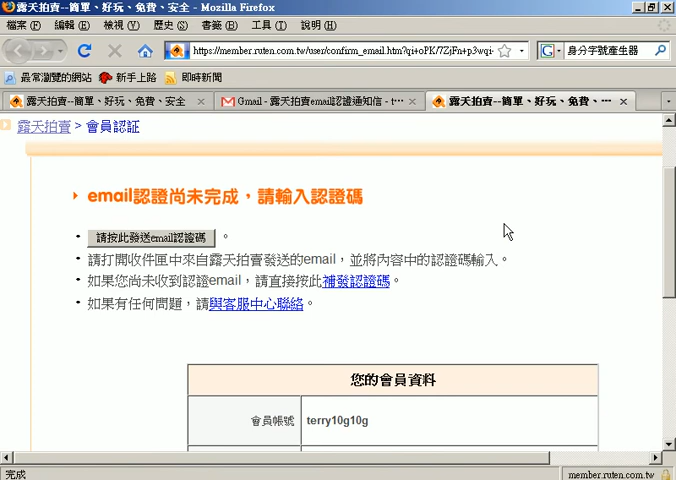 露天拍賣--簡單、好玩、免費、安全 - Mozilla Firefox
檔案(F) 編輯(E) 檢視(V) 歷史(S) 書籤(B) 工具(T) 說明(H)
https://member.ruten.com.tw/user/confirm_email.htm?qi+oPK/7ZjFn+p3wqi- 身分字號產生器
最常瀏覽的網站 新手上路 即時新聞
露天拍賣--簡單、好玩、免費、安全 Gmail - 露天拍賣email認證通知信 - t⋯ 露天拍賣--簡單、好玩、免費、⋯
露天拍賣 > 會員認証
email認證尚未完成，請輸入認證碼
• 請按此發送email認證碼 。
• 請打開收件匣中來自露天拍賣發送的email，並將內容中的認證碼輸入。
• 如果您尚未收到認證email，請直接按此補發認證碼。
• 如果有任何問題，請與客服中心聯絡。
您的會員資料
會員帳號 terry10g10g
完成 member.ruten.com.tw